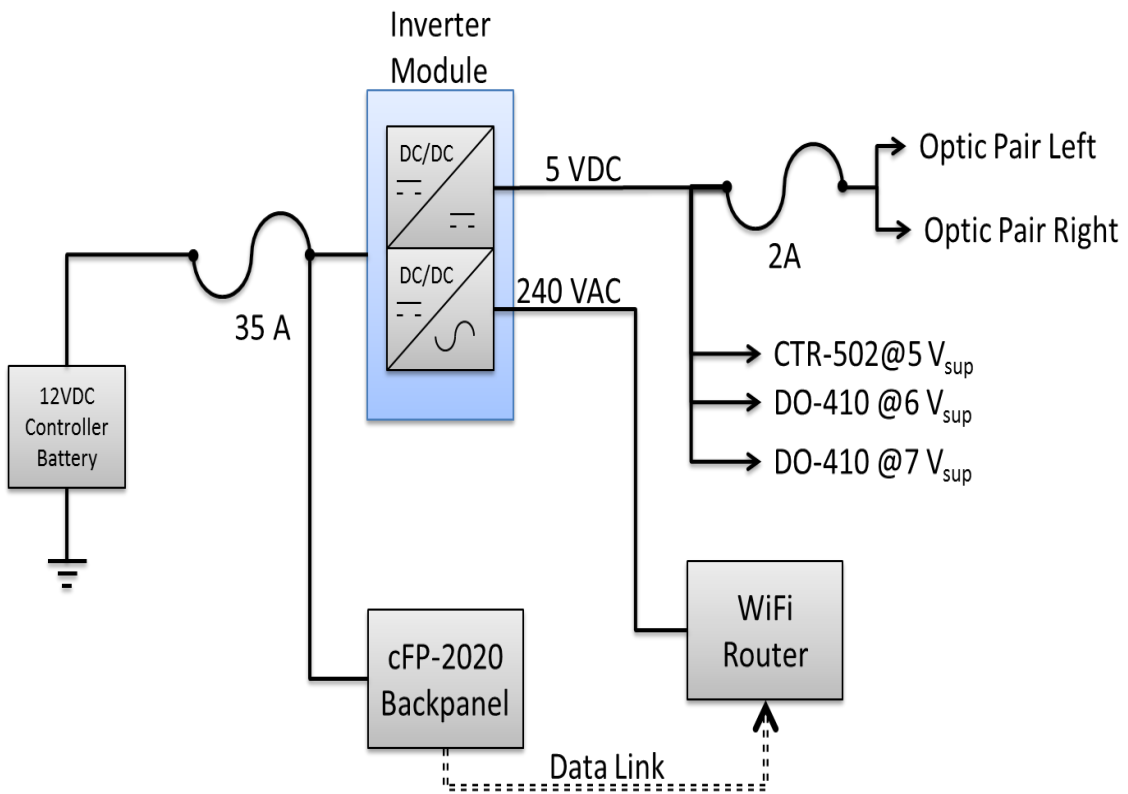 Inverter
Module
DC/DC
5 VDC
Optic Pair Left
Optic Pair Right
2A
DC/DC
240 VAC
35 A
12VDC
Controller
Battery
CTR-502@5 Vsup
DO-410 @6 Vsup
DO-410 @7 Vsup
cFP-2020
Backpanel
WiFi
Router
Data Link